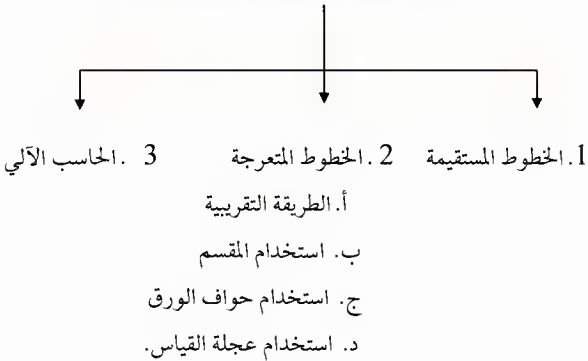 1. الخطوط المستقيمة 2. الخطوط المتعرجة 3. الحاسب الآلي
أ. الطريقة التقريبية
ب. استخدام المقسم
ج. استخدام حواف الورق
د. استخدام عجلة القياس.